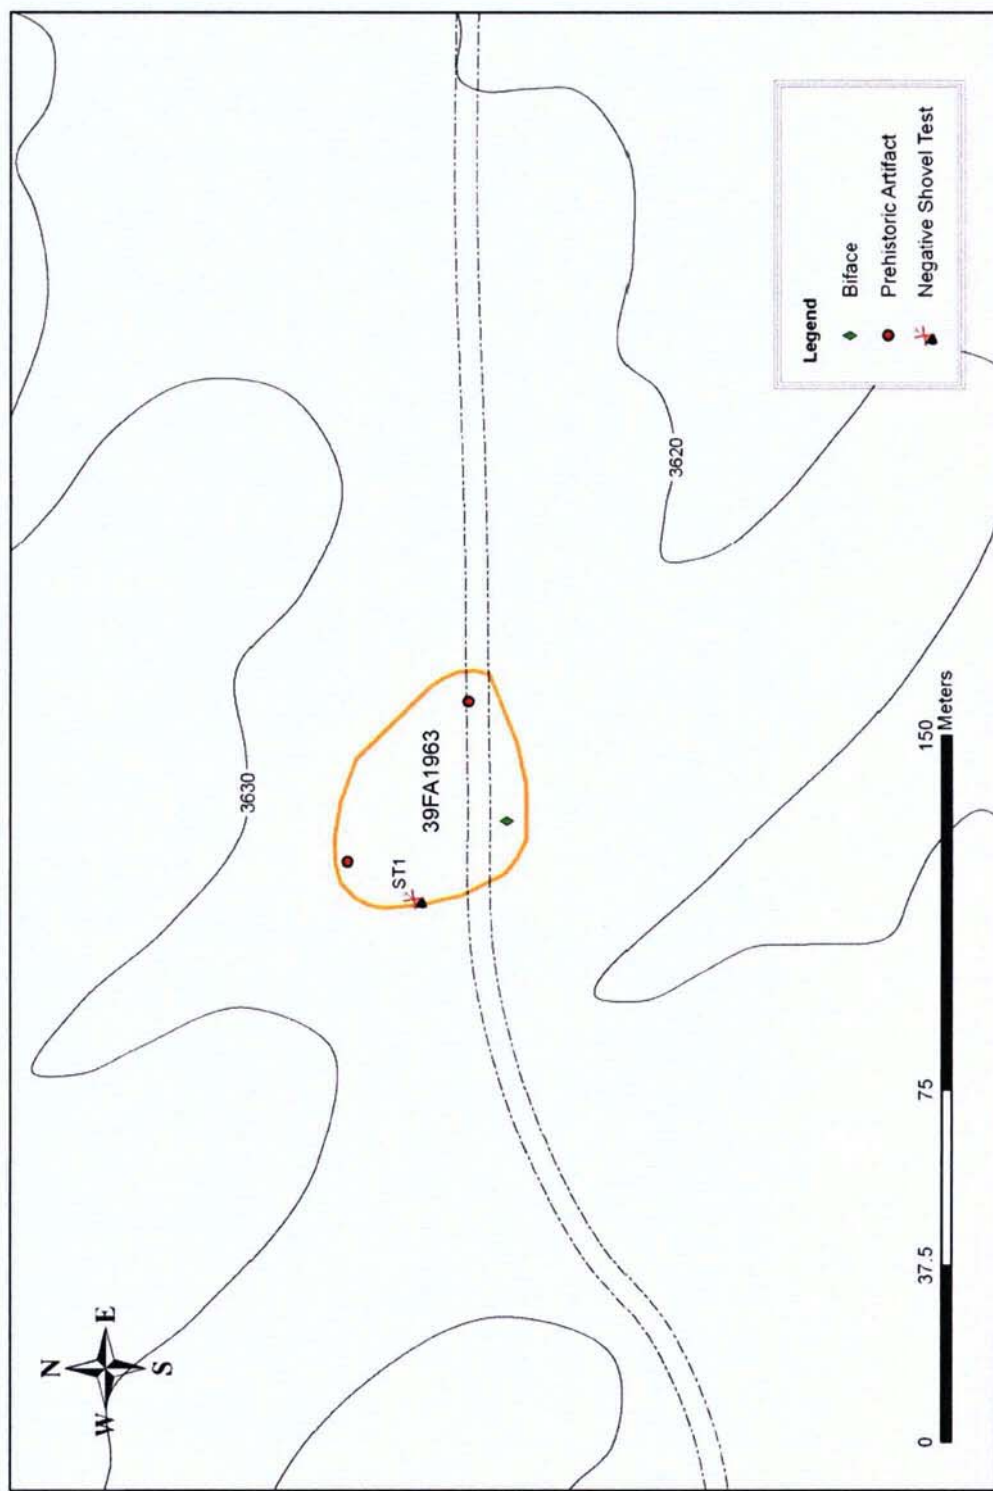 N
W E
S
3630
39FA1963
ST1
3620
Legend
Biface
Prehistoric Artifact
Negative Shovel Test
0 37.5 75 150
Meters